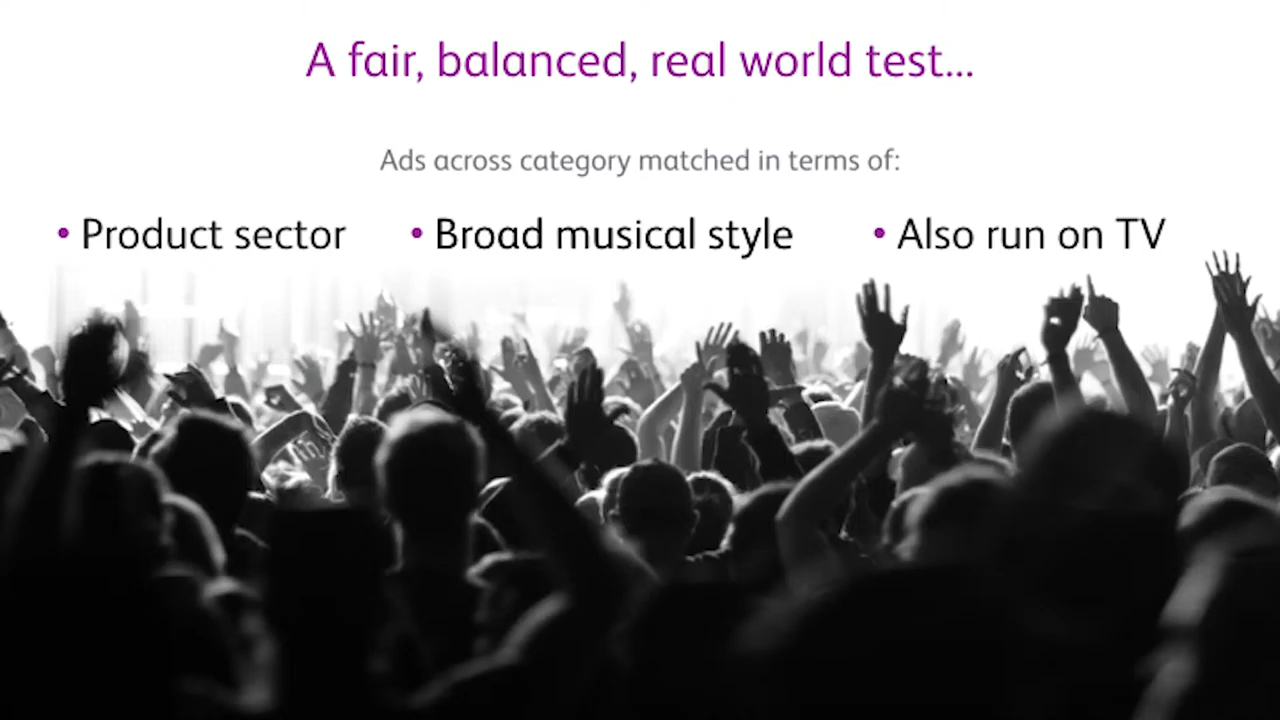 A fair, balanced, real world test...
Ads across category matched in terms of:
• Product sector • Broad musical style • Also run on TV